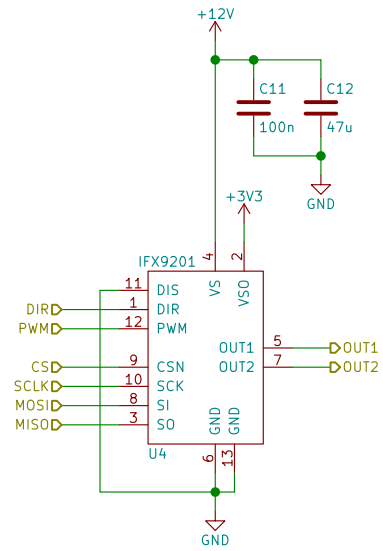 +12V
C11
100n
C12
47u
GND
+3V3
IFX9201
4
VS
2
VSO
11 DIS
DIR 1 DIR
PWM 12 PWM
OUT1 5 OUT1
OUT2 7 OUT2
CS 9 CSN
SCLK 10 SCK
MOSI 8 SI
MISO 3 SO
GND
6
GND
13
U4
GND